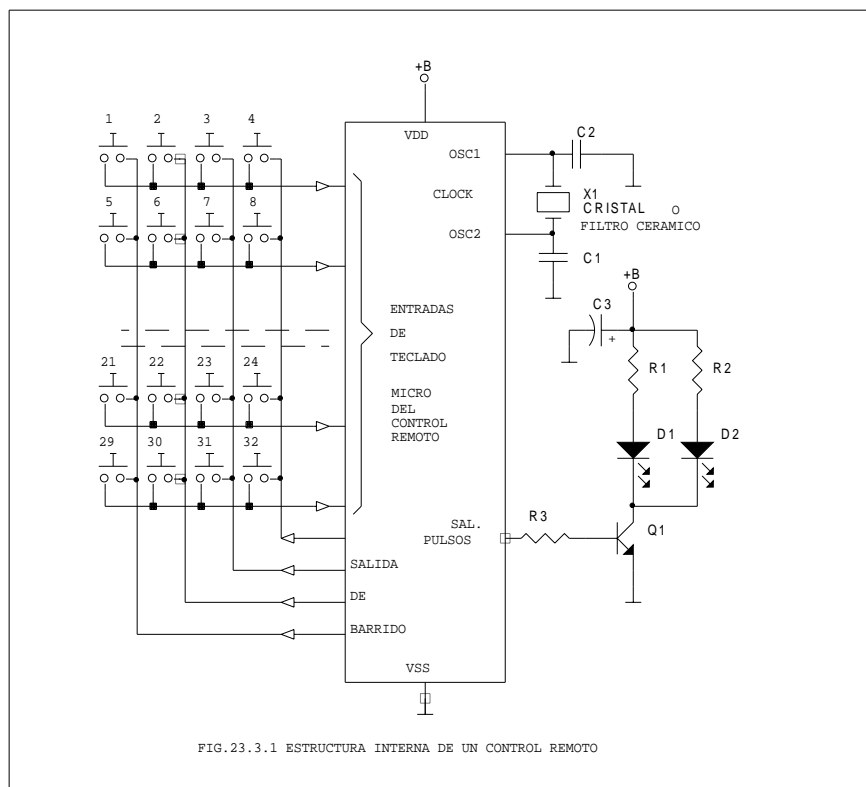 +B
1 2 3 4
VDD
OSC1
C2
CLOCK
X1
CRISTAL O
FILTRO CERAMICO
5 6 7 8
OSC2
C1
+B
ENTRADAS
DE
TECLADO
C3
+
R1
R2
21 22 23 24
MICRO
DEL
CONTROL
REMOTO
D1
D2
29 30 31 32
SAL.
PULSOS
R3
Q1
SALIDA
DE
BARRIDO
VSS
FIG.23.3.1 ESTRUCTURA INTERNA DE UN CONTROL REMOTO